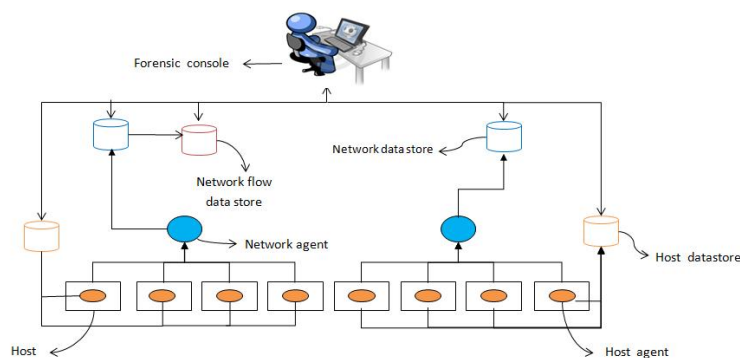 Forensic console
Network data store
Network flow
data store
Network agent
Host datastore
Host
Host agent